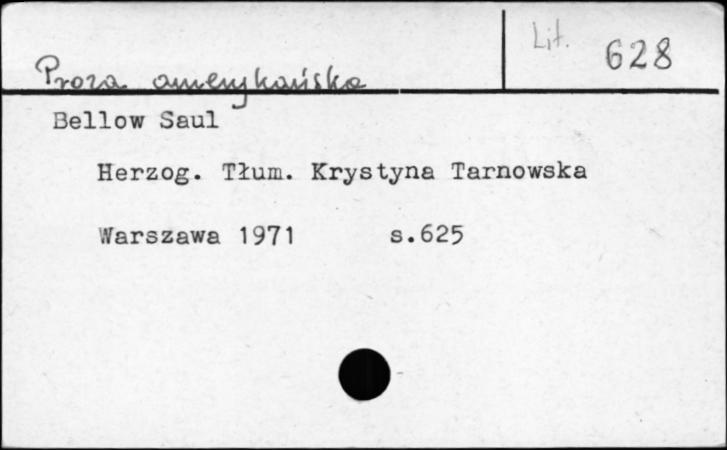 Proza amerykańska
Lit. 628
Bellow Saul
Herzog. Tłum. Krystyna Tarnowska
Warszawa 1971 s.625